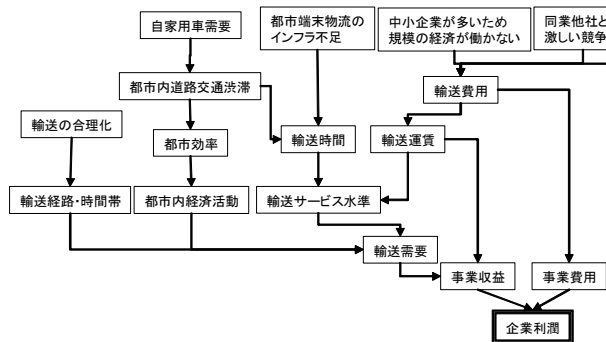 自家用車需要
都市端末物流の
インフラ不足
中小企業が多いため
規模の経済が働かない
同業他社と
激しい競争
都市内道路交通渋滞
輸送費用
輸送の合理化
都市効率
輸送時間
輸送運賃
輸送経路・時間帯
都市内経済活動
輸送サービス水準
輸送需要
事業収益
事業費用
企業利潤